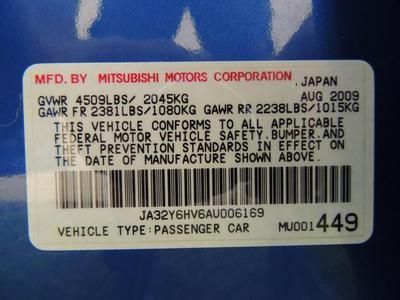 MFD. BY MITSUBISHI MOTORS CORPORATION, JAPAN
GVWR 4509LBS/ 2045KG AUG 2009
GAWR FR 2381LBS/1080KG GAWR RR 2238LBS/1015KG
THIS VEHICLE CONFORMS TO ALL APPLICABLE
FEDERAL MOTOR VEHICLE SAFETY,BUMPER,AND
THEFT PREVENTION STANDARDS IN EFFECT ON
THE DATE OF MANUFACTURE SHOWN ABOVE.
JA32Y6HV6AU006169
VEHICLE TYPE:PASSENGER CAR MU001449